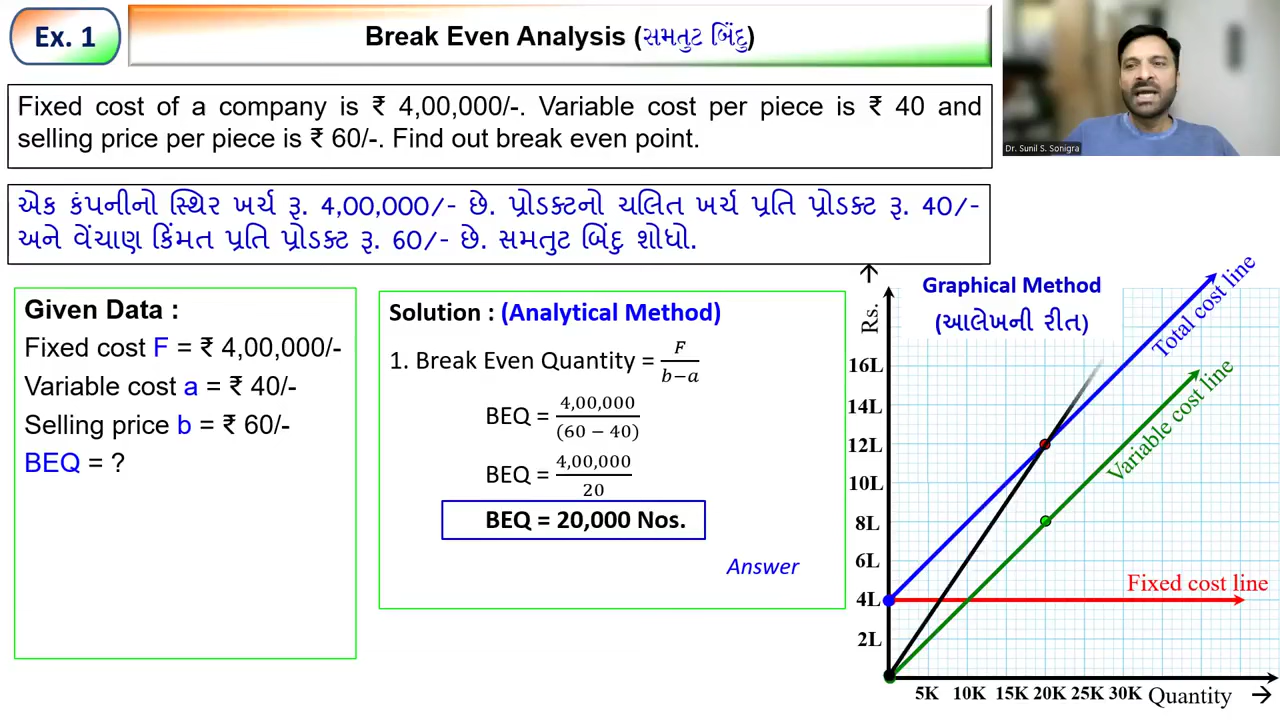 Ex. 1
Break Even Analysis (સમતુટ બિંદુ)
Dr. Sunil S. Sonigra
Fixed cost of a company is ₹ 4,00,000/-. Variable cost per piece is ₹ 40 and
selling price per piece is ₹ 60/-. Find out break even point.
એક કંપનીનો સ્થિર ખર્ચ રૂ. 4,00,000/- છે. પ્રોડક્ટનો ચલિત ખર્ચ પ્રતિ પ્રોડક્ટ રૂ. 40/-
અને વેંચાણ કિંમત પ્રતિ પ્રોડક્ટ રૂ. 60/- છે. સમતુટ બિંદુ શોધો.
Given Data :
Fixed cost F = ₹ 4,00,000/-
Variable cost a = ₹ 40/-
Selling price b = ₹ 60/-
BEQ = ?
Solution : (Analytical Method)
1. Break Even Quantity = F/(b−a)
BEQ = 4,00,000/(60 − 40)
BEQ = 4,00,000/20
BEQ = 20,000 Nos.
Answer
Graphical Method
(આલેખની રીત)
Rs. →
Total cost line
Variable cost line
Fixed cost line
16L
14L
12L
10L
8L
6L
4L
2L
5K 10K 15K 20K 25K 30K Quantity →